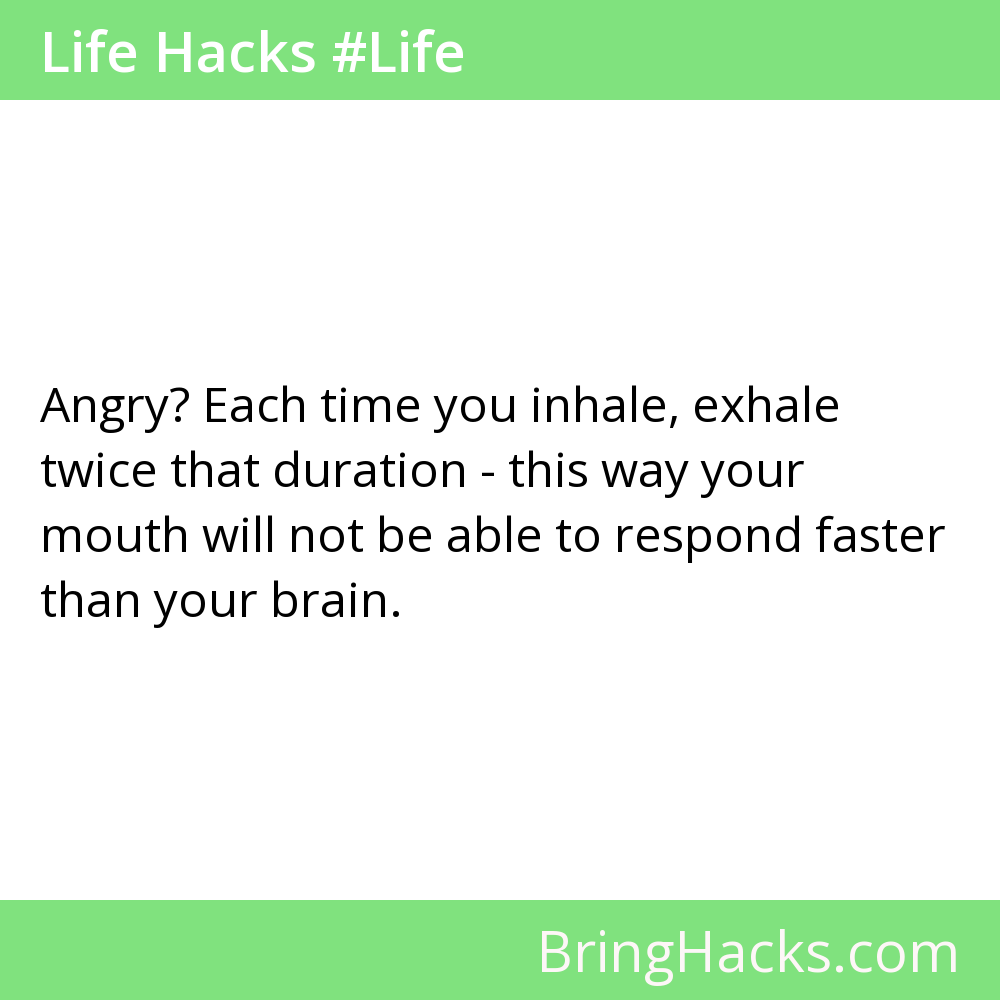 Life Hacks #Life
Angry? Each time you inhale, exhale
twice that duration - this way your
mouth will not be able to respond faster
than your brain.
BringHacks.com